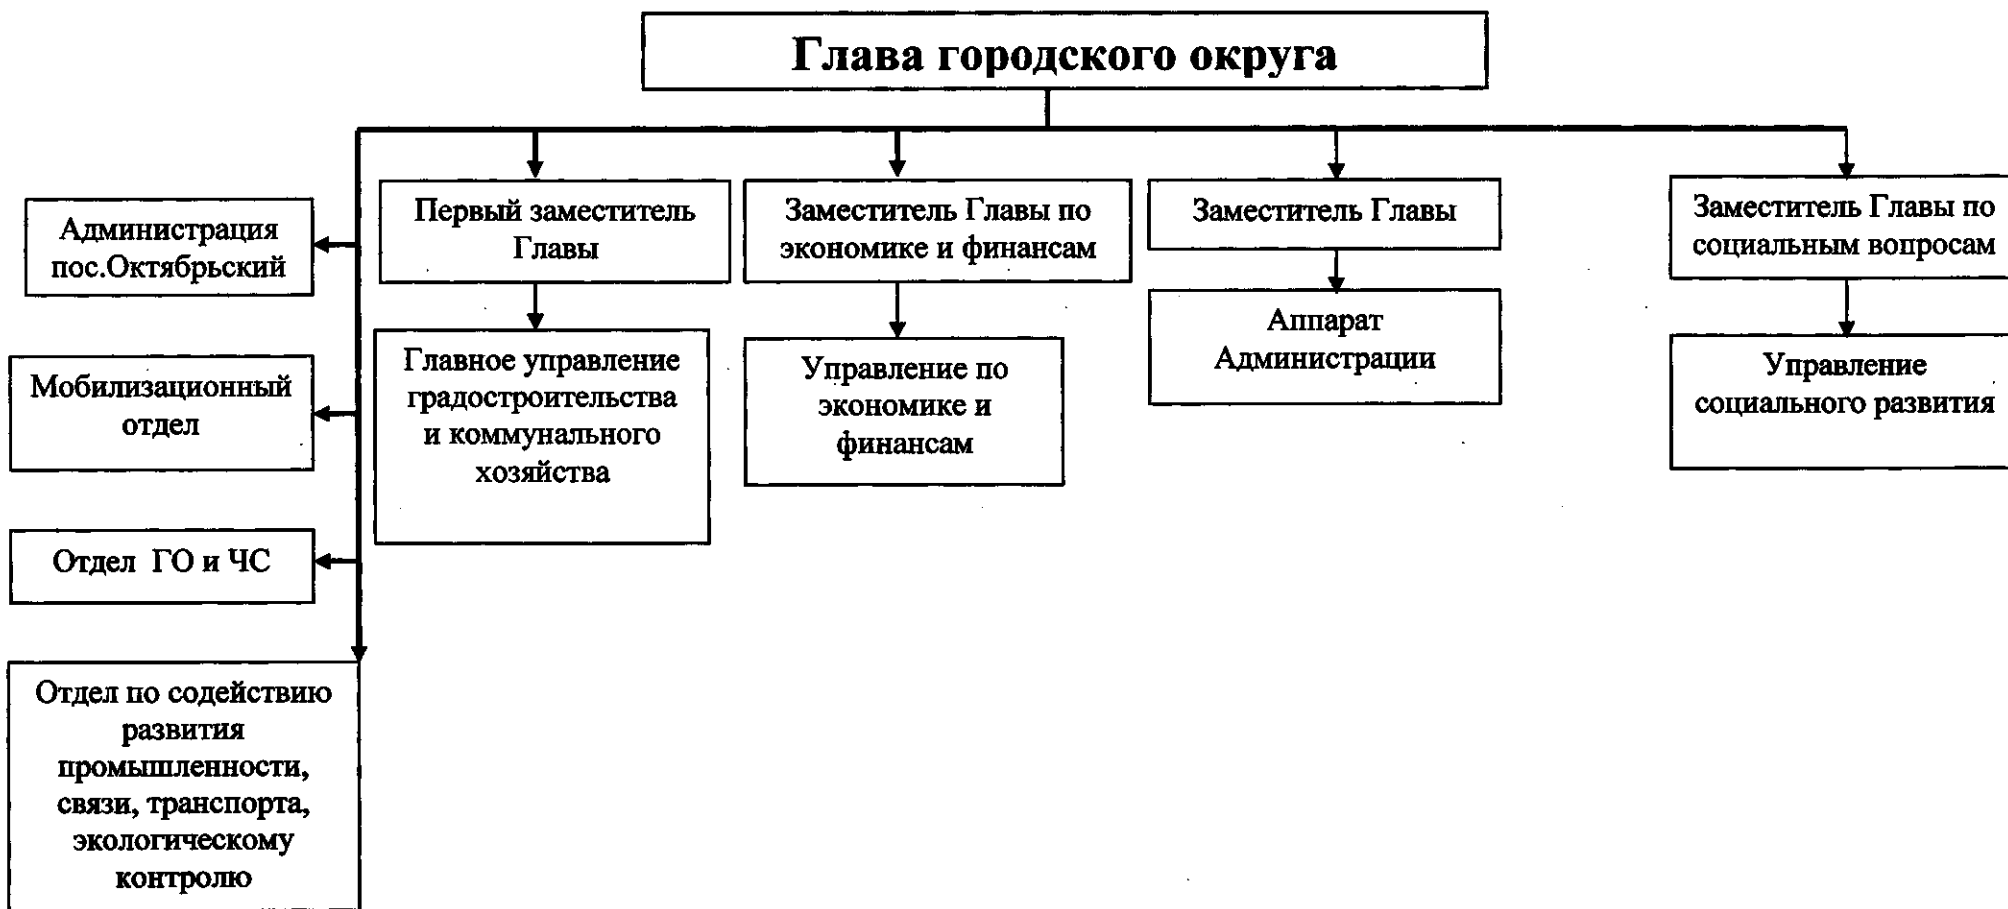 Глава городского округа
Администрация
пос.Октябрьский
Первый заместитель
Главы
Заместитель Главы по
экономике и финансам
Заместитель Главы
Заместитель Главы по
социальным вопросам
Мобилизационный
отдел
Главное управление
градостроительства
и коммунального
хозяйства
Управление по
экономике и
финансам
Аппарат
Администрации
Управление
социального развития
Отдел ГО и ЧС
Отдел по содействию
развития
промышленности,
связи, транспорта,
экологическому
контролю